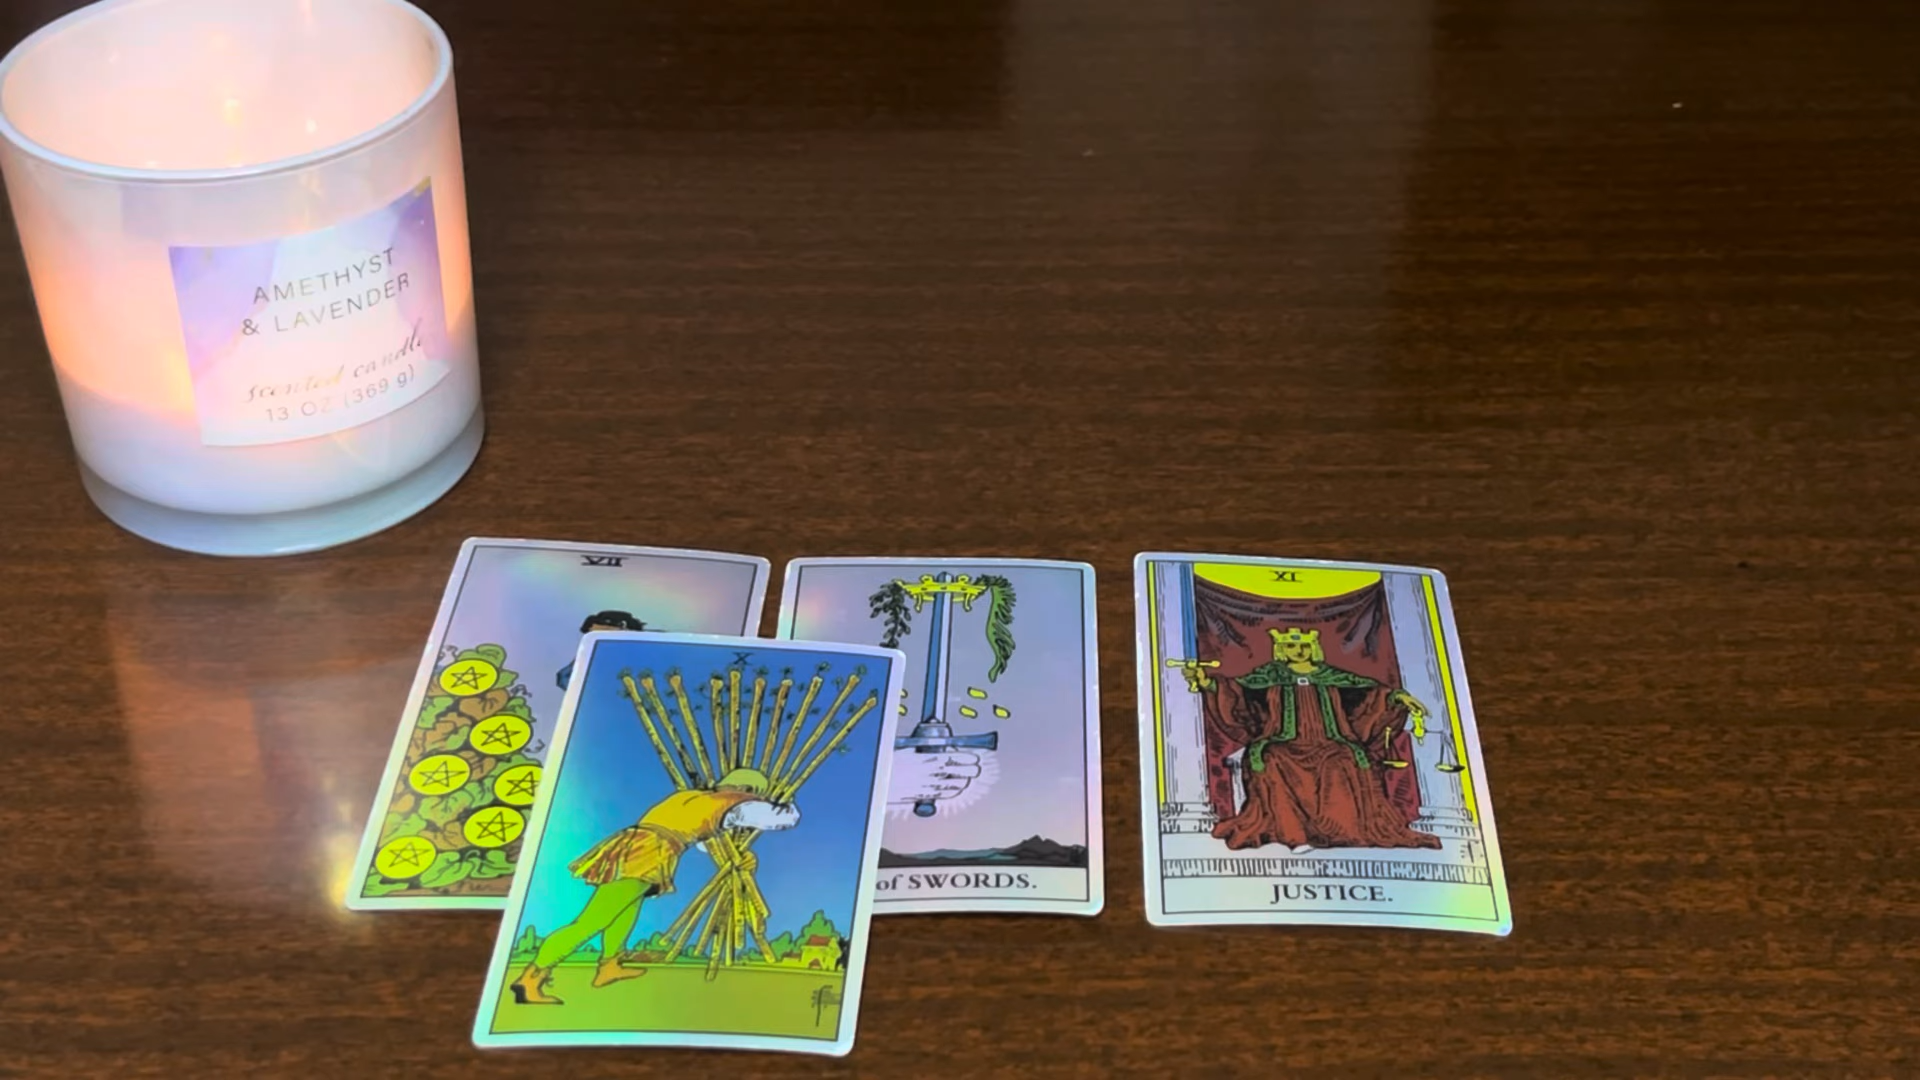 AMETHYST
& LAVENDER
scented candle
13 OZ (369 g)
VII
X
of SWORDS.
XI
JUSTICE.